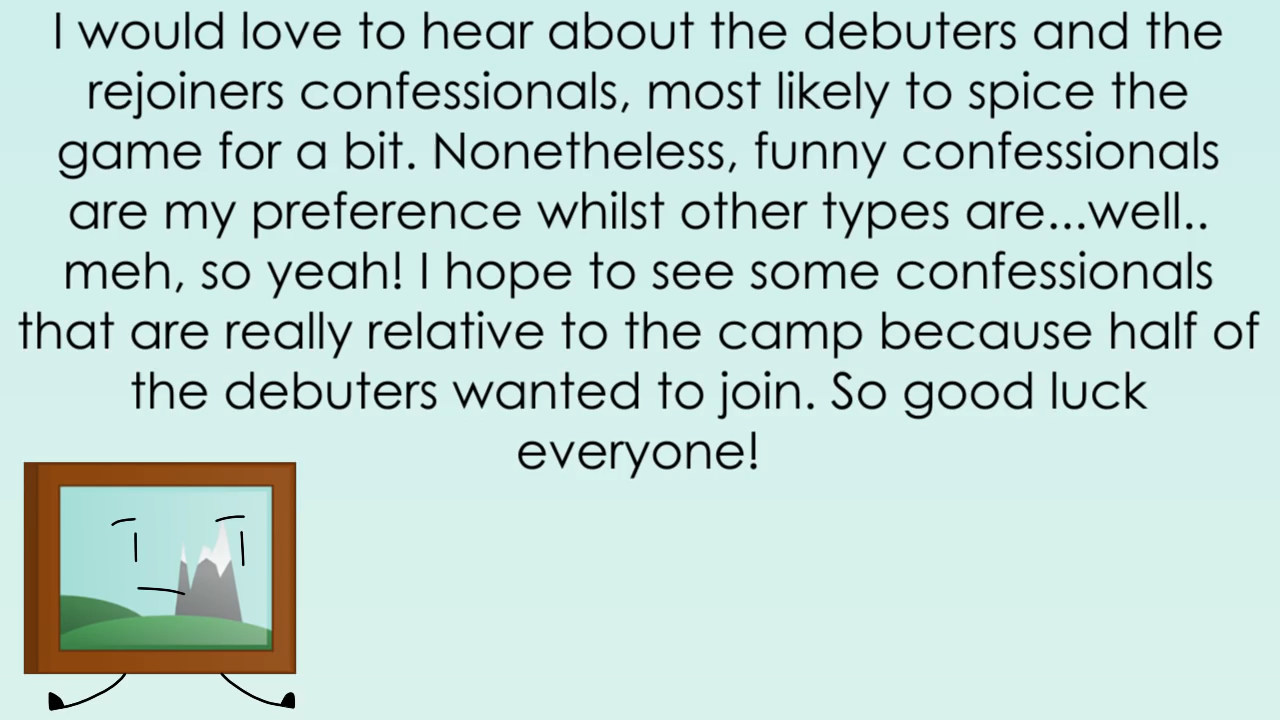 I would love to hear about the debuters and the
rejoiners confessionals, most likely to spice the
game for a bit. Nonetheless, funny confessionals
are my preference whilst other types are...well..
meh, so yeah! I hope to see some confessionals
that are really relative to the camp because half of
the debuters wanted to join. So good luck
everyone!